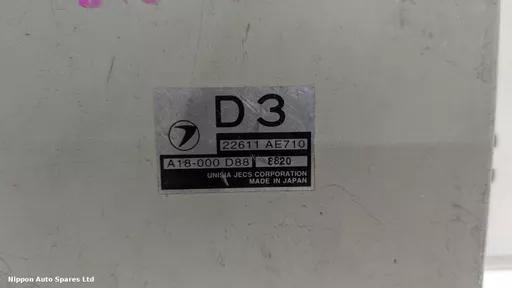 D3
22611 AE710
A18-000 D88 8820
UNISIA JECS CORPORATION
MADE IN JAPAN
Nippon Auto Spares Ltd